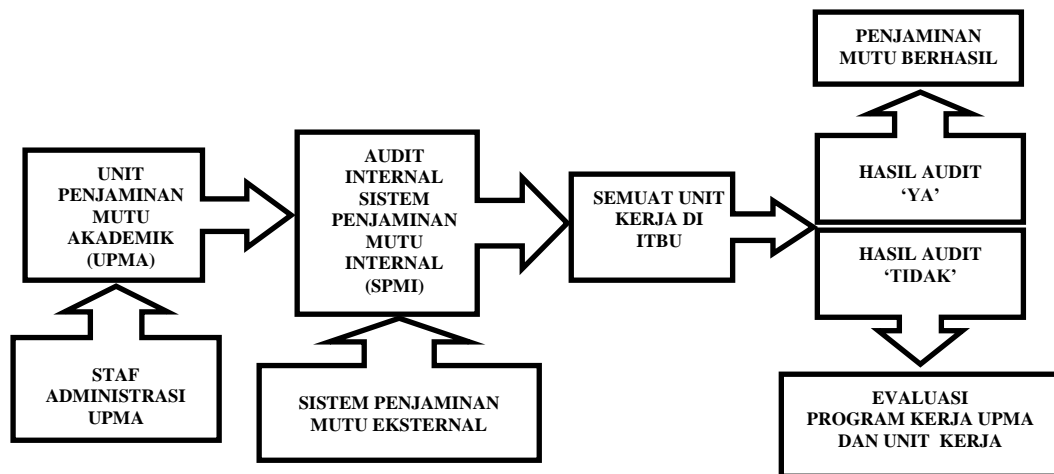 UNIT
PENJAMINAN
MUTU
AKADEMIK
(UPMA)
STAF
ADMINISTRASI
UPMA
AUDIT
INTERNAL
SISTEM
PENJAMINAN
MUTU
INTERNAL
(SPMI)
SISTEM PENJAMINAN
MUTU EKSTERNAL
SEMUAT UNIT
KERJA DI
ITBU
PENJAMINAN
MUTU BERHASIL
HASIL AUDIT
‘YA’
HASIL AUDIT
‘TIDAK’
EVALUASI
PROGRAM KERJA UPMA
DAN UNIT KERJA